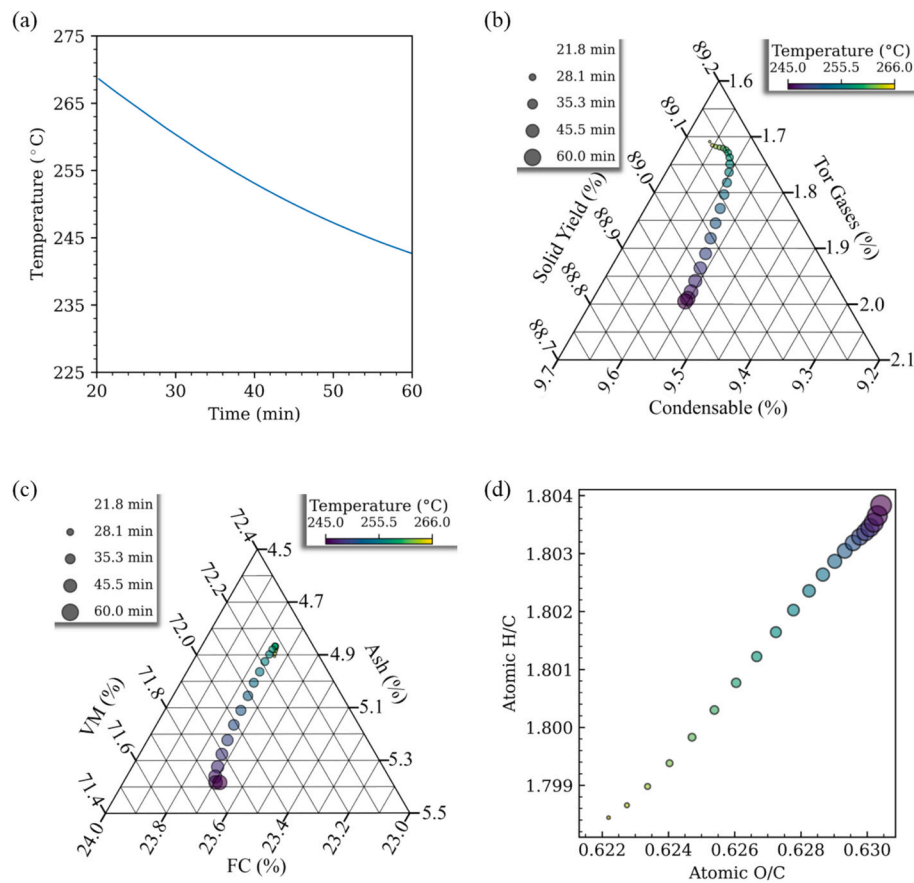 (a)
275
265
255
245
235
225
Temperature (°C)
20 30 40 50 60
Time (min)
(b)
21.8 min
28.1 min
35.3 min
45.5 min
60.0 min
Temperature (°C)
245.0 255.5 266.0
89.2
89.1
89.0
88.9
88.8
88.7
Solid Yield (%)
1.6
1.7
1.8
1.9
2.0
2.1
Tor Gases (%)
9.7 9.6 9.5 9.4 9.3 9.2
Condensable (%)
(c)
21.8 min
28.1 min
35.3 min
45.5 min
60.0 min
Temperature (°C)
245.0 255.5 266.0
72.4
72.2
72.0
71.8
71.6
71.4
VM (%)
4.5
4.7
4.9
5.1
5.3
5.5
Ash (%)
24.0 23.8 23.6 23.4 23.2 23.0
FC (%)
(d)
1.804
1.803
1.802
1.801
1.800
1.799
Atomic H/C
0.622 0.624 0.626 0.628 0.630
Atomic O/C